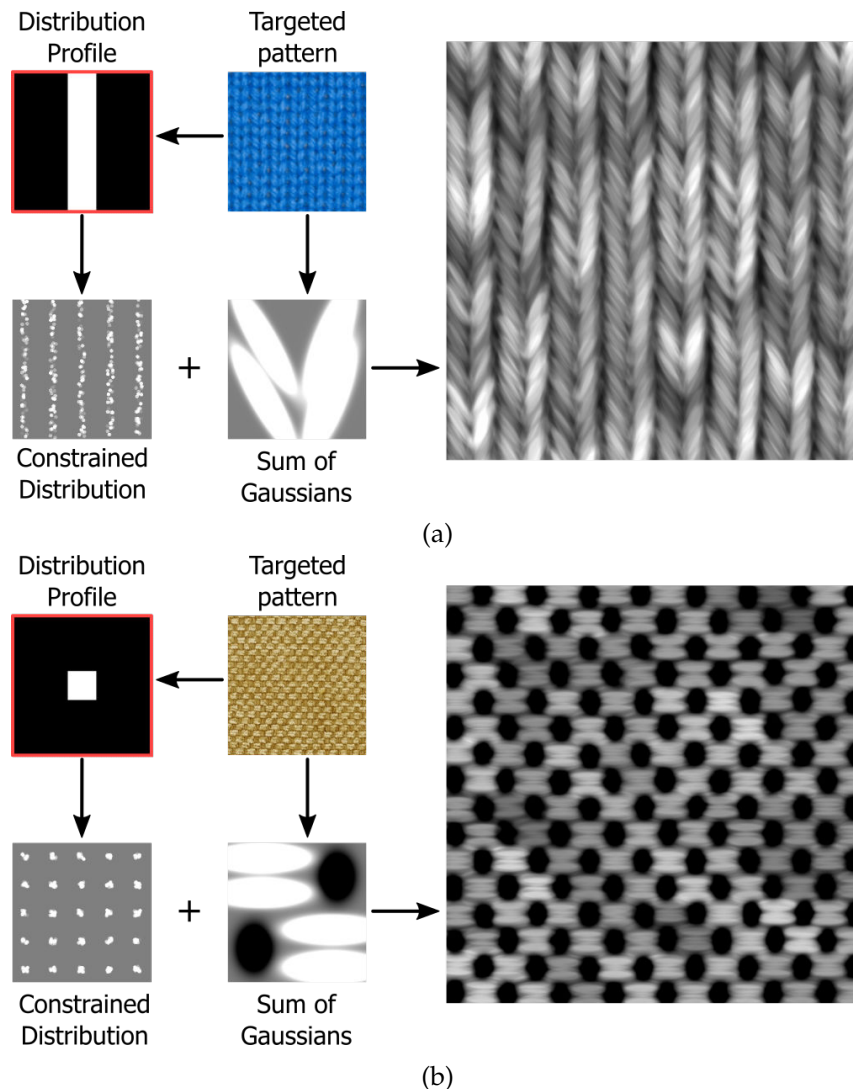 Distribution
Profile
Targeted
pattern
+
Constrained
Distribution
Sum of
Gaussians
(a)
Distribution
Profile
Targeted
pattern
+
Constrained
Distribution
Sum of
Gaussians
(b)